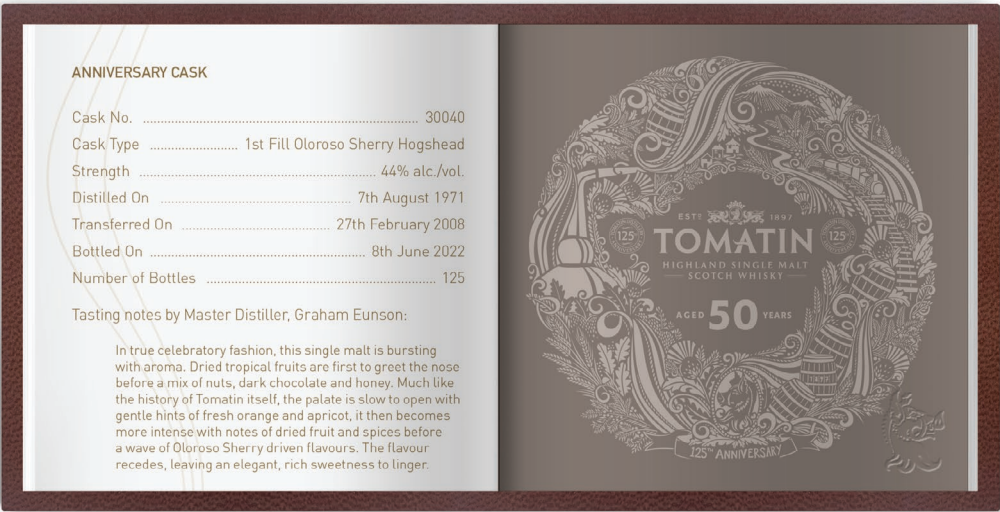 ANNIVERSARY CASK
Cask No. ........ 30040
Cask Type ........ 1st Fill Oloroso Sherry Hogshead
Strength ........ 44% alc./vol.
Distilled On ........ 7th August 1971
Transferred On ........ 27th February 2008
Bottled On ........ 8th June 2022
Number of Bottles ........ 125
Tasting notes by Master Distiller, Graham Eunson:
In true celebratory fashion, this single malt is bursting
with aroma. Dried tropical fruits are first to greet the nose
before a mix of nuts, dark chocolate and honey. Much like
the history of Tomatin itself, the palate is slow to open with
gentle hints of fresh orange and apricot, it then becomes
more intense with notes of dried fruit and spices before
a wave of Oloroso Sherry driven flavours. The flavour
recedes, leaving an elegant, rich sweetness to linger.
ESTD 1897
125 TOMATIN 125
HIGHLAND SINGLE MALT
SCOTCH WHISKY
AGED 50 YEARS
125TH ANNIVERSARY